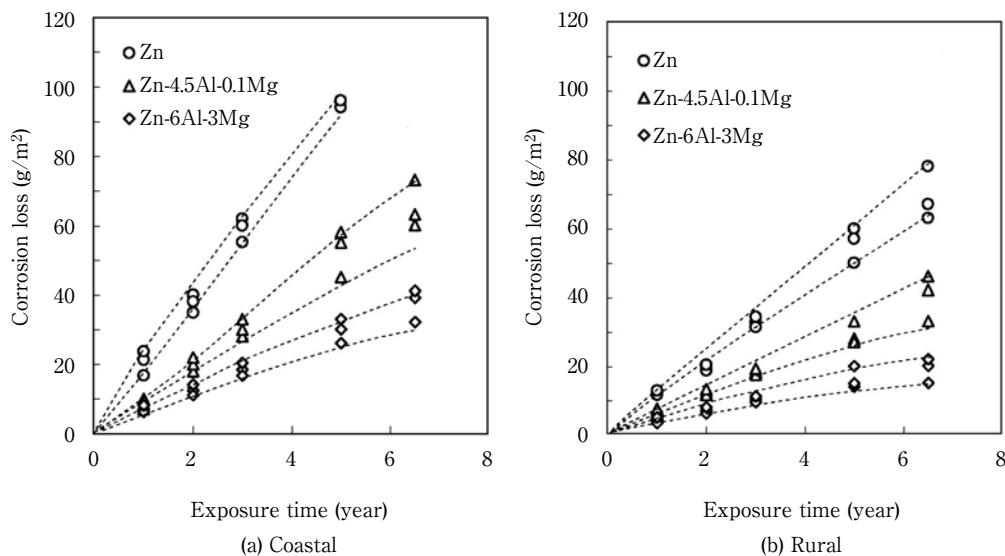 120
100
80
60
40
20
0
Corrosion loss (g/m²)
Zn
Zn-4.5Al-0.1Mg
Zn-6Al-3Mg
0 2 4 6 8
Exposure time (year)
(a) Coastal
120
100
80
60
40
20
0
Corrosion loss (g/m²)
Zn
Zn-4.5Al-0.1Mg
Zn-6Al-3Mg
0 2 4 6 8
Exposure time (year)
(b) Rural